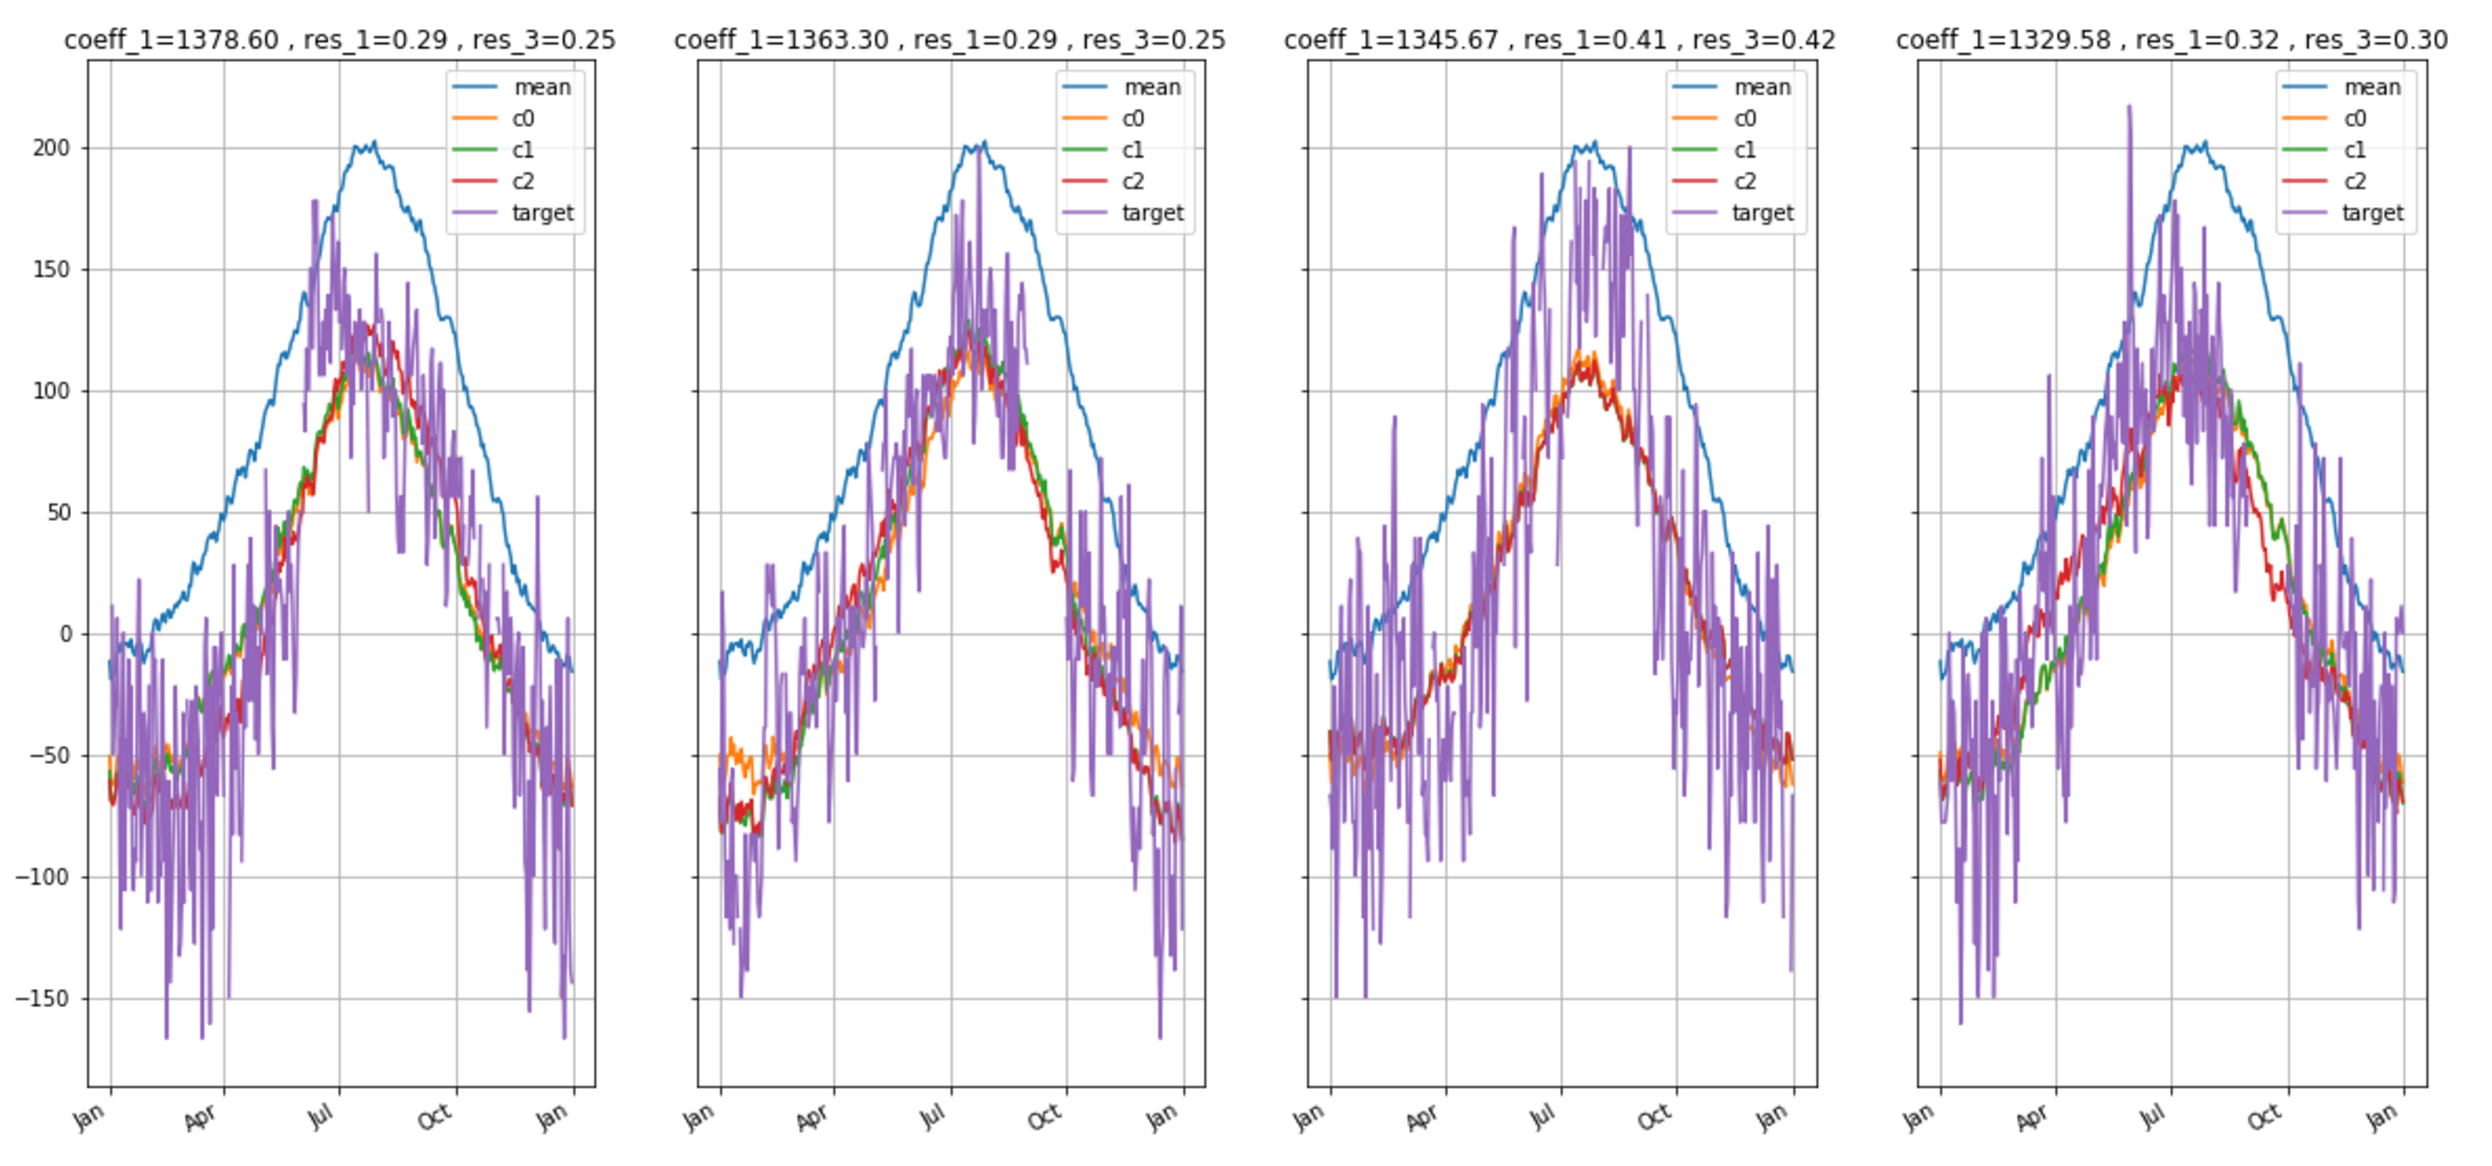 coeff_1=1378.60 , res_1=0.29 , res_3=0.25
mean
c0
c1
c2
target
200
150
100
50
0
−50
−100
−150
Jan
Apr
Jul
Oct
Jan
coeff_1=1363.30 , res_1=0.29 , res_3=0.25
mean
c0
c1
c2
target
Jan
Apr
Jul
Oct
Jan
coeff_1=1345.67 , res_1=0.41 , res_3=0.42
mean
c0
c1
c2
target
Jan
Apr
Jul
Oct
Jan
coeff_1=1329.58 , res_1=0.32 , res_3=0.30
mean
c0
c1
c2
target
Jan
Apr
Jul
Oct
Jan